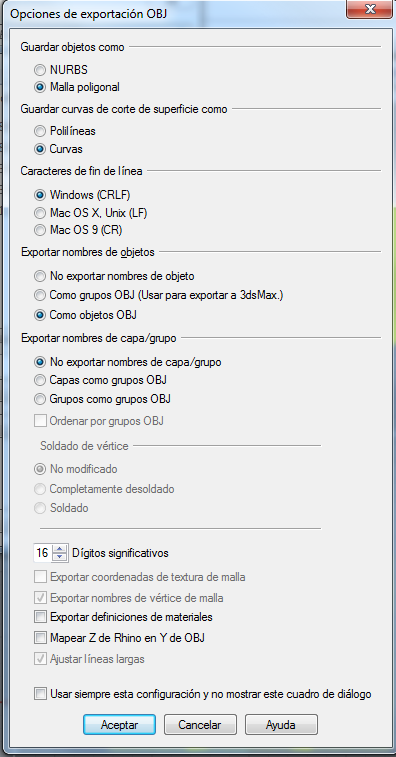 Opciones de exportación OBJ
Guardar objetos como
NURBS
Malla poligonal
Guardar curvas de corte de superficie como
Polilíneas
Curvas
Caracteres de fin de línea
Windows (CRLF)
Mac OS X, Unix (LF)
Mac OS 9 (CR)
Exportar nombres de objetos
No exportar nombres de objeto
Como grupos OBJ (Usar para exportar a 3dsMax.)
Como objetos OBJ
Exportar nombres de capa/grupo
No exportar nombres de capa/grupo
Capas como grupos OBJ
Grupos como grupos OBJ
Ordenar por grupos OBJ
Soldado de vértice
No modificado
Completamente desoldado
Soldado
16 Dígitos significativos
Exportar coordenadas de textura de malla
Exportar nombres de vértice de malla
Exportar definiciones de materiales
Mapear Z de Rhino en Y de OBJ
Ajustar líneas largas
Usar siempre esta configuración y no mostrar este cuadro de diálogo
Aceptar Cancelar Ayuda